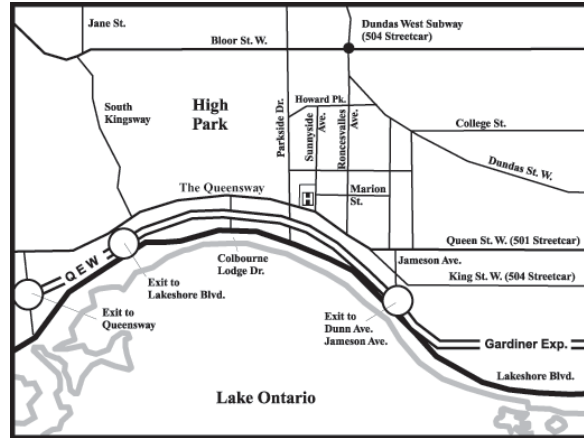 Jane St.
Dundas West Subway
(504 Streetcar)
Bloor St. W.
South
Kingsway
High
Park
Parkside Dr.
Sunnyside
Ave.
Roncesvalles
Ave.
Howard Pk.
College St.
Dundas St. W.
The Queensway
Marion
St.
Queen St. W. (501 Streetcar)
Jameson Ave.
King St. W. (504 Streetcar)
QEW
Colbourne
Lodge Dr.
Exit to
Lakeshore Blvd.
Exit to
Queensway
Exit to
Dunn Ave.
Jameson Ave.
Gardiner Exp.
Lakeshore Blvd.
Lake Ontario